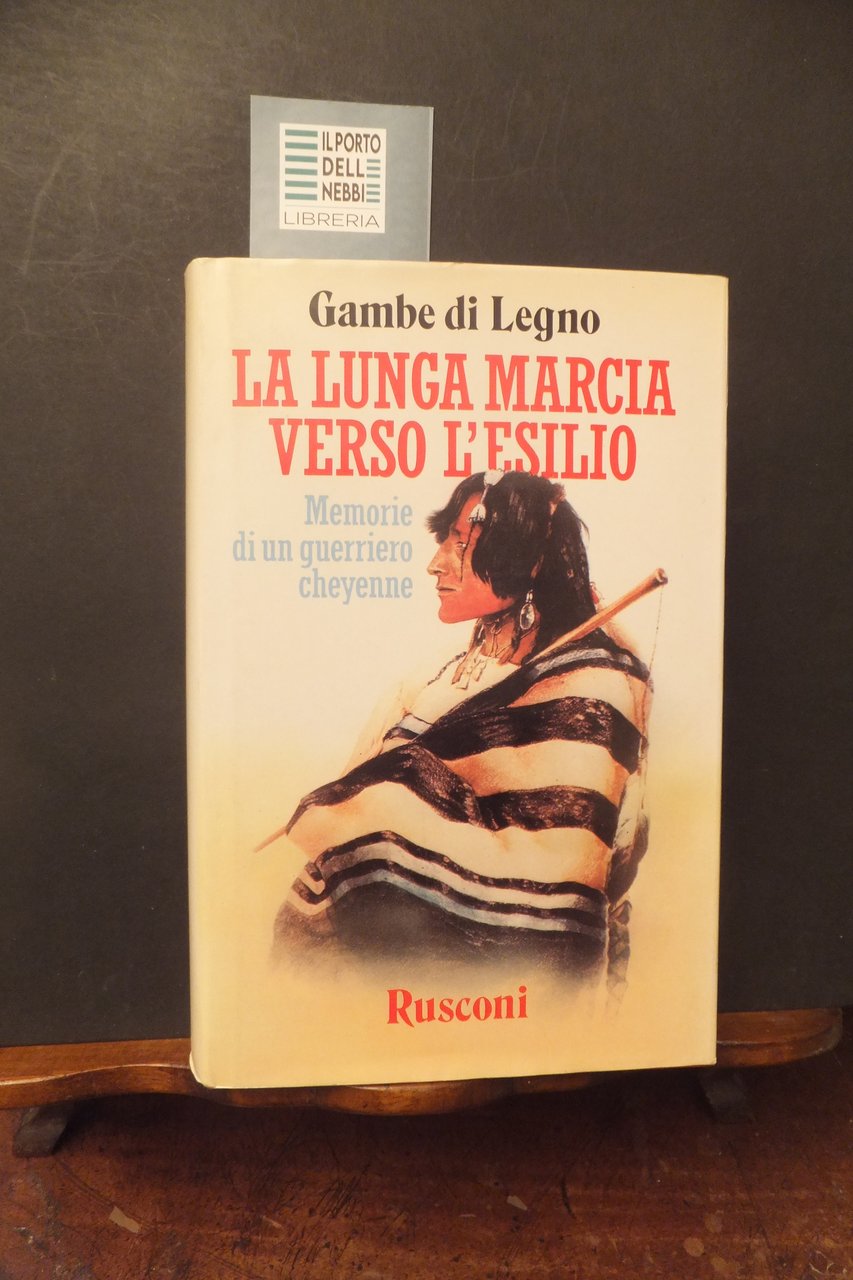 IL PORTO
DELL
NEBBI
LIBRERIA
Gambe di Legno
LA LUNGA MARCIA
VERSO L'ESILIO
Memorie
di un guerriero
cheyenne
Rusconi